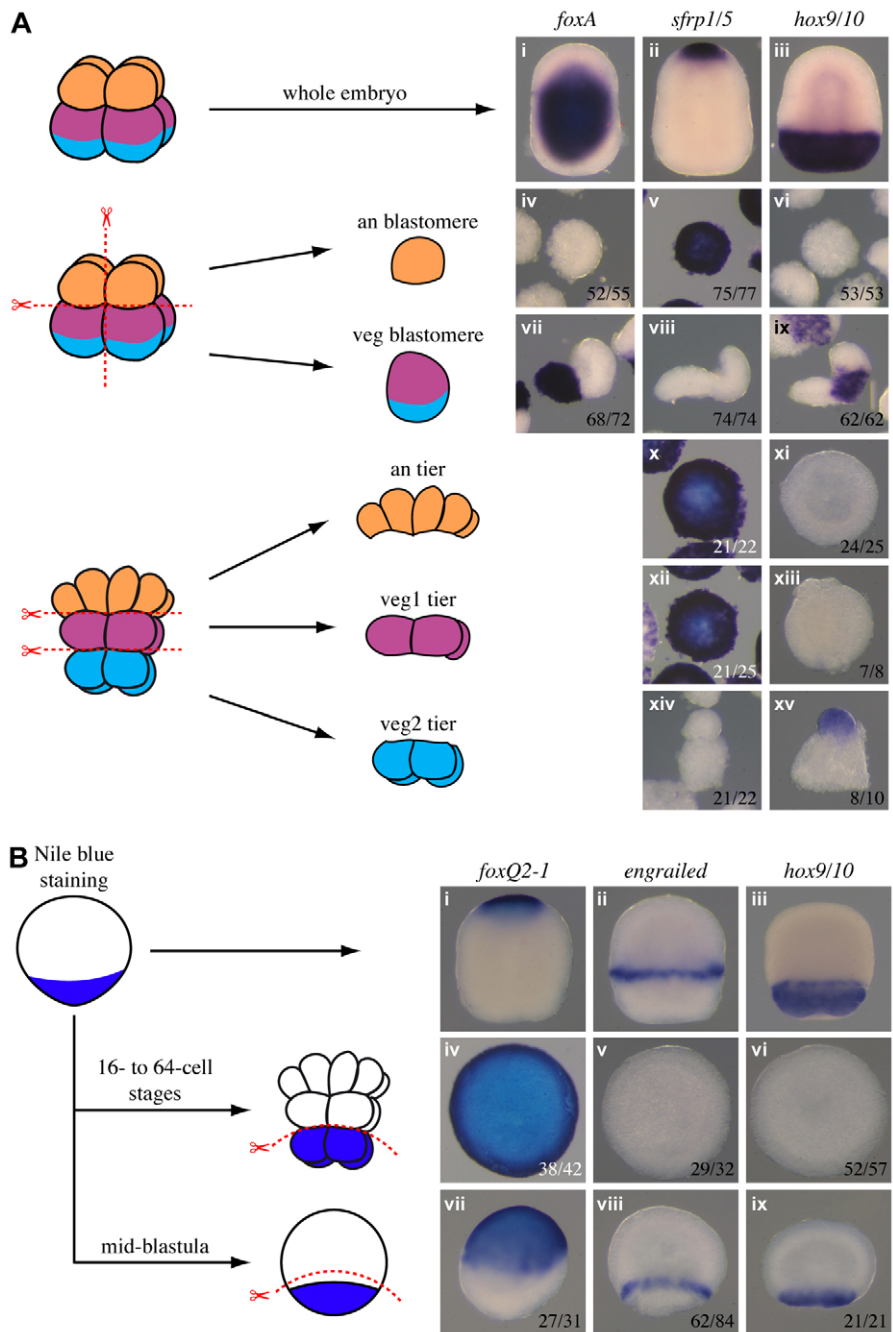 A
foxA
sfrp1/5
hox9/10
whole embryo
i
ii
iii
an blastomere
iv
52/55
v
75/77
vi
53/53
veg blastomere
vii
68/72
viii
74/74
ix
62/62
an tier
x
21/22
xi
24/25
veg1 tier
xii
21/25
xiii
7/8
veg2 tier
xiv
21/22
xv
8/10
B
Nile blue
staining
foxQ2-1
engrailed
hox9/10
i
ii
iii
16- to 64-cell
stages
iv
38/42
v
29/32
vi
52/57
mid-blastula
vii
27/31
viii
62/84
ix
21/21